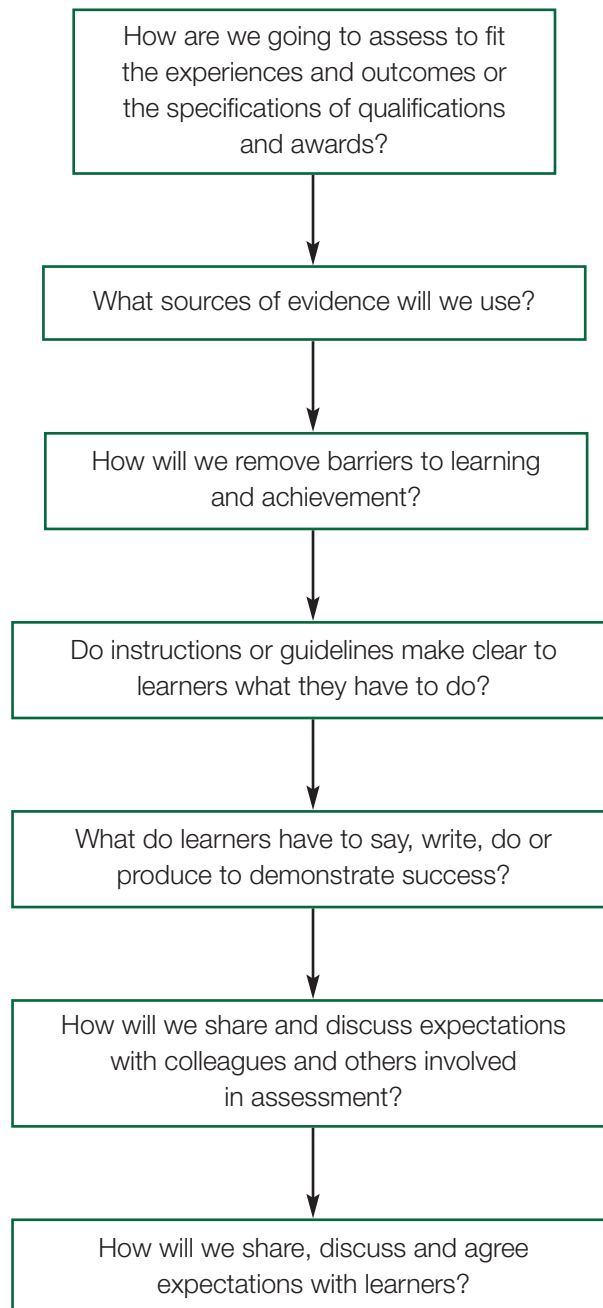 How are we going to assess to fit
the experiences and outcomes or
the specifications of qualifications
and awards?
What sources of evidence will we use?
How will we remove barriers to learning
and achievement?
Do instructions or guidelines make clear to
learners what they have to do?
What do learners have to say, write, do or
produce to demonstrate success?
How will we share and discuss expectations
with colleagues and others involved
in assessment?
How will we share, discuss and agree
expectations with learners?